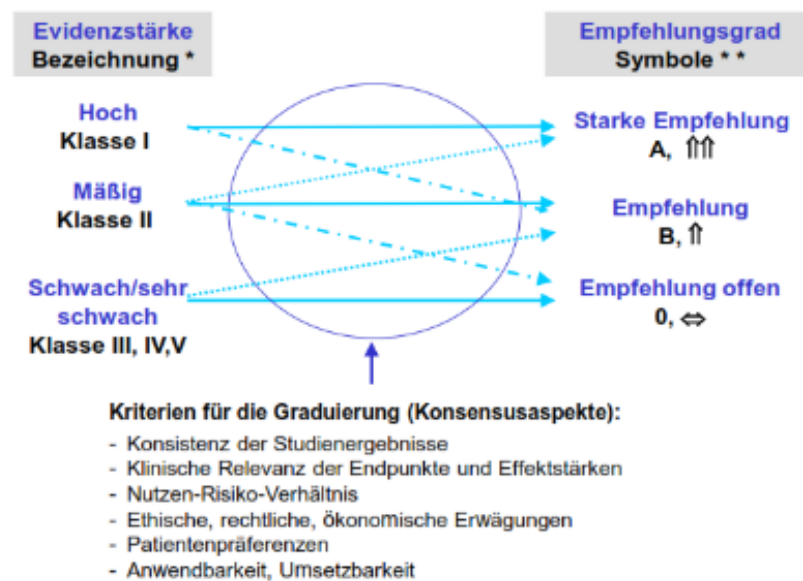 Evidenzstärke
Bezeichnung *
Empfehlungsgrad
Symbole * *
Hoch
Klasse I
Starke Empfehlung
A, ⇑⇑
Mäßig
Klasse II
Empfehlung
B, ⇑
Schwach/sehr
schwach
Klasse III, IV,V
Empfehlung offen
0, ⇔
Kriterien für die Graduierung (Konsensusaspekte):
- Konsistenz der Studienergebnisse
- Klinische Relevanz der Endpunkte und Effektstärken
- Nutzen-Risiko-Verhältnis
- Ethische, rechtliche, ökonomische Erwägungen
- Patientenpräferenzen
- Anwendbarkeit, Umsetzbarkeit